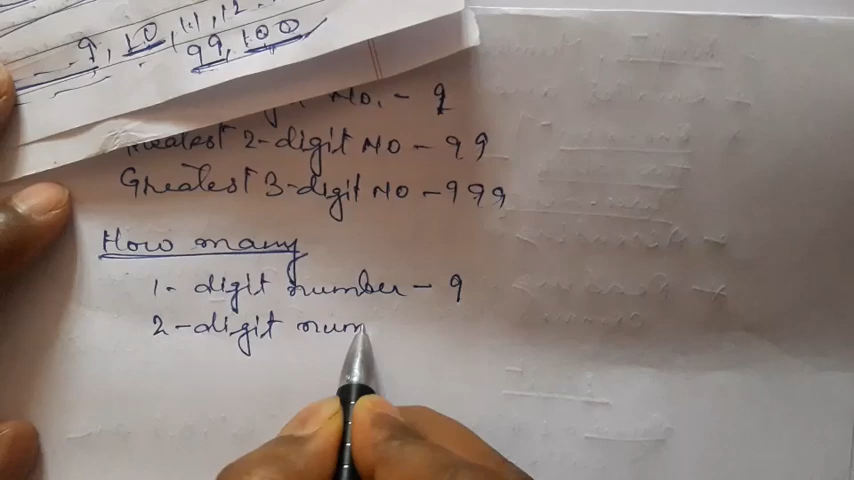 9, 10, 11, 12..
99, 100
No. - 9
2-digit NO - 99
Greatest 3-digit NO - 999
How many
1- digit number - 9
2-digit num